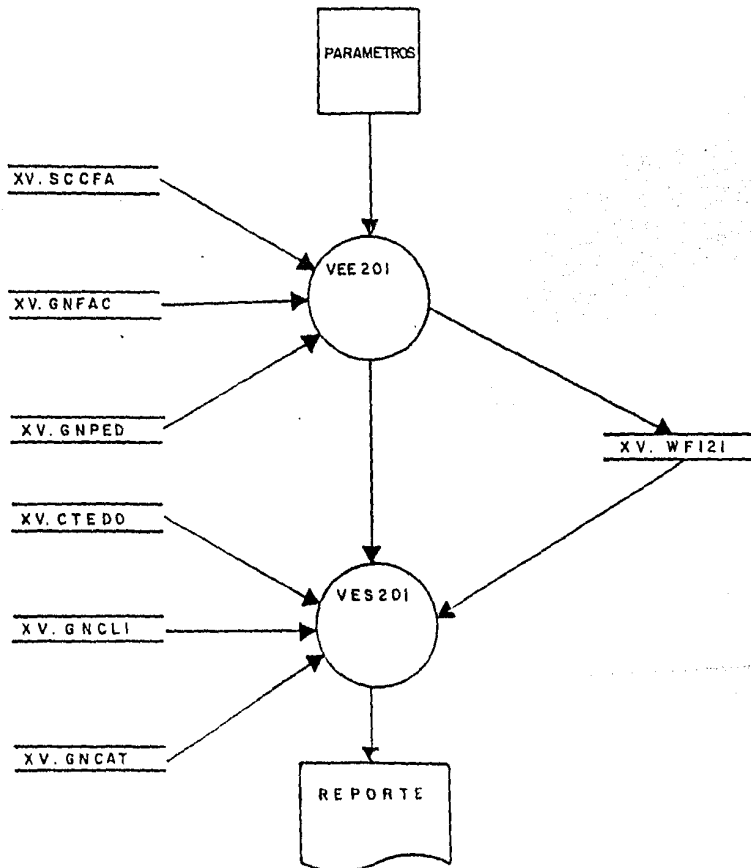 PARAMETROS
XV. SCCFA
VEE201
XV. GNFAC
XV. GNPED
XV. WF121
XV. CTEDO
VES201
XV. GNCLI
XV. GNCAT
REPORTE